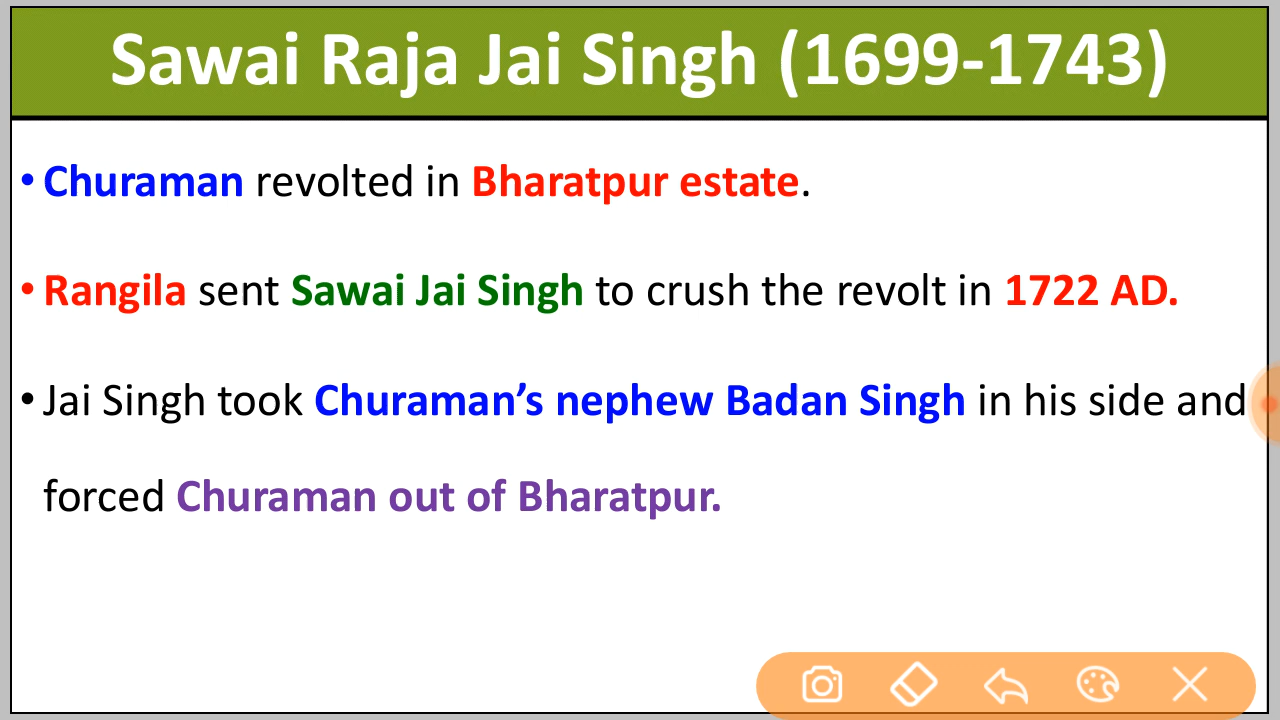 Sawai Raja Jai Singh (1699-1743)
• Churaman revolted in Bharatpur estate.
• Rangila sent Sawai Jai Singh to crush the revolt in 1722 AD.
• Jai Singh took Churaman’s nephew Badan Singh in his side and
forced Churaman out of Bharatpur.